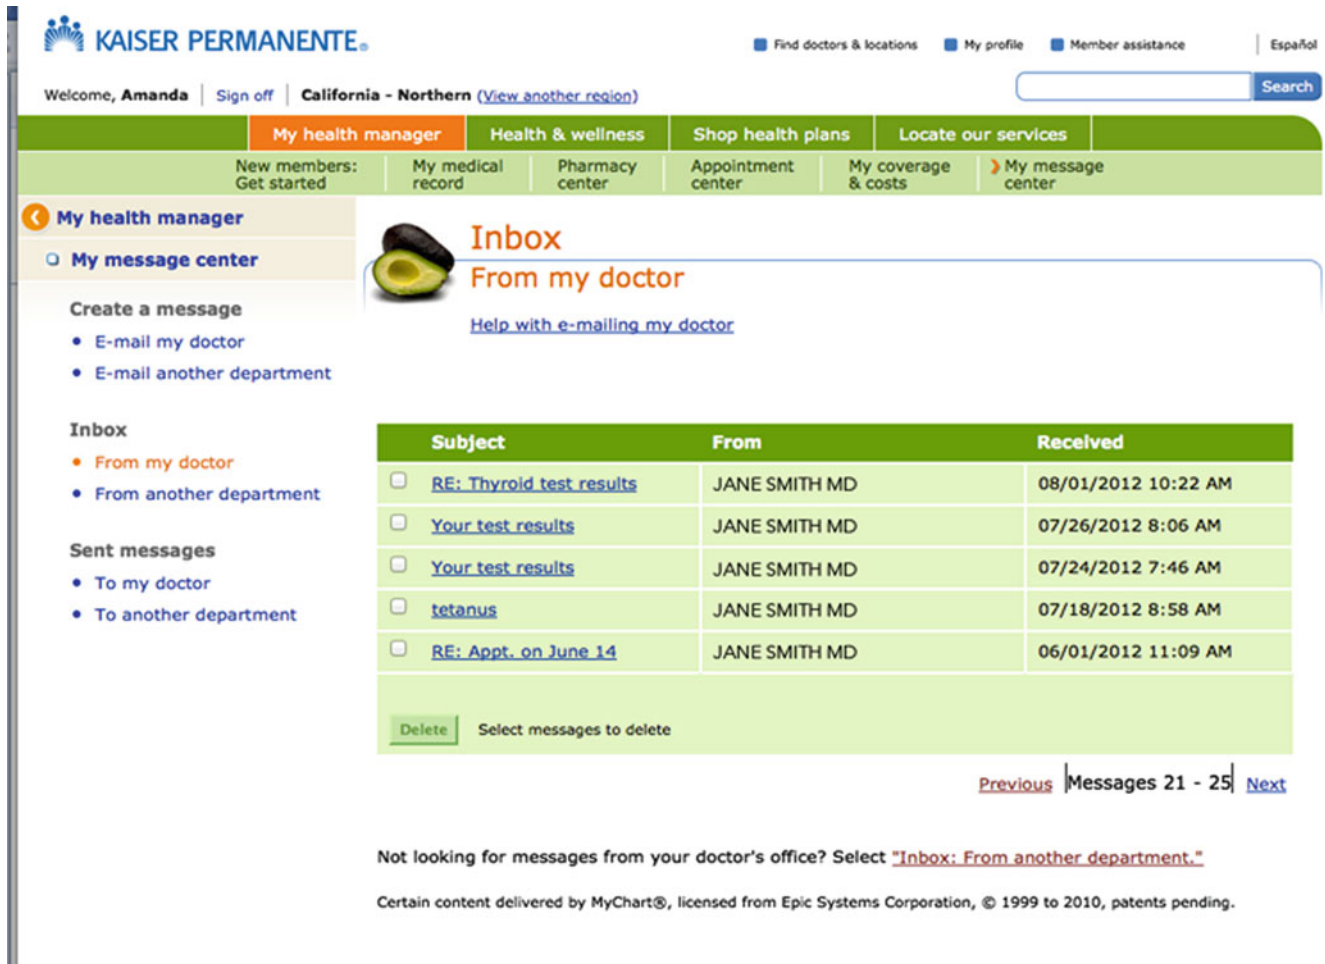 KAISER PERMANENTE®
Find doctors & locations My profile Member assistance Español
Welcome, Amanda Sign off California - Northern (View another region) Search
My health manager Health & wellness Shop health plans Locate our services
New members: Get started My medical record Pharmacy center Appointment center My coverage & costs My message center
My health manager
My message center
Create a message
E-mail my doctor
E-mail another department
Inbox
From my doctor
From another department
Sent messages
To my doctor
To another department
Inbox
From my doctor
Help with e-mailing my doctor
Subject From Received
RE: Thyroid test results JANE SMITH MD 08/01/2012 10:22 AM
Your test results JANE SMITH MD 07/26/2012 8:06 AM
Your test results JANE SMITH MD 07/24/2012 7:46 AM
tetanus JANE SMITH MD 07/18/2012 8:58 AM
RE: Appt. on June 14 JANE SMITH MD 06/01/2012 11:09 AM
Delete Select messages to delete
Previous Messages 21 - 25 Next
Not looking for messages from your doctor's office? Select "Inbox: From another department."
Certain content delivered by MyChart®, licensed from Epic Systems Corporation, © 1999 to 2010, patents pending.